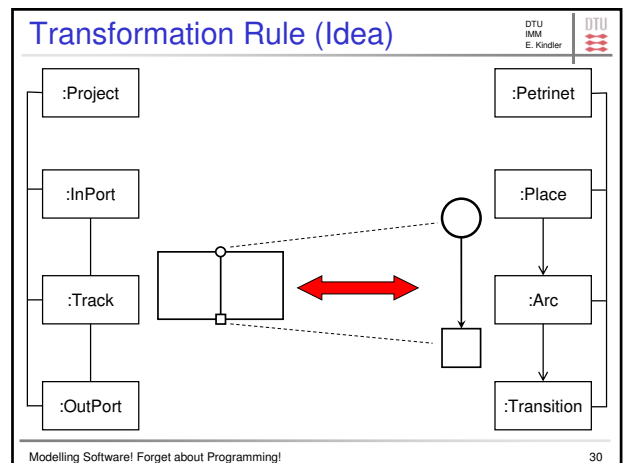 Transformation Rule (Idea)
DTU
IMM
E. Kindler
DTU
:Project
:Petrinet
:InPort
:Place
:Track
:Arc
:OutPort
:Transition
Modelling Software! Forget about Programming!
30